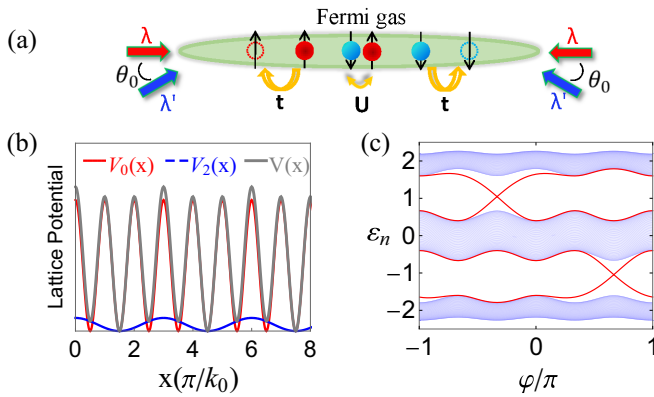 (a)
Fermi gas
λ
λ
θ₀
θ₀
λ'
λ'
t
U
t
(b)
V₀(x) V₂(x) V(x)
Lattice Potential
0 2 4 6 8
x(π/k₀)
(c)
2
1
0
−1
−2
εₙ
−1 0 1
φ/π